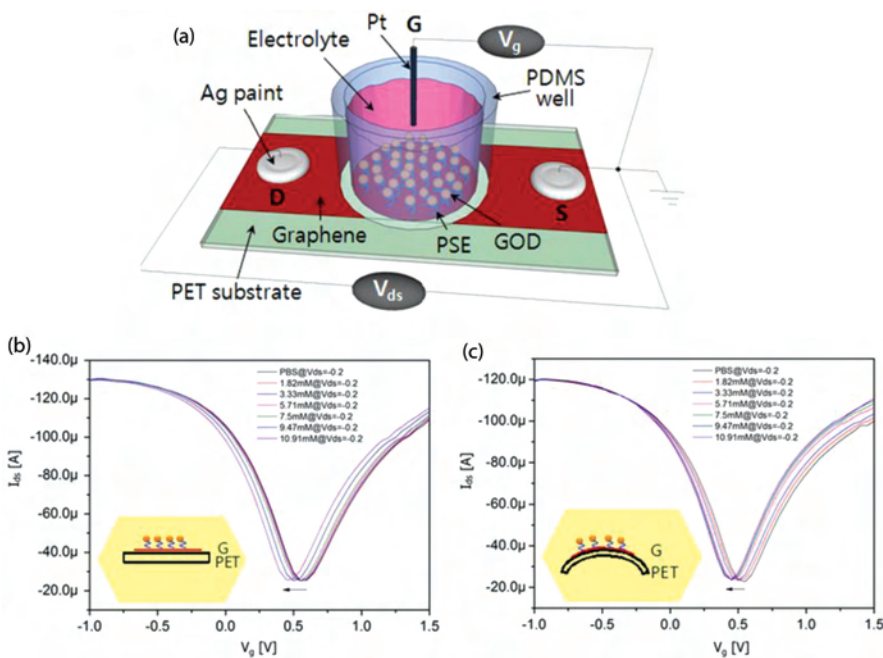 (a)
Pt
G
Electrolyte
V_g
PDMS
well
Ag paint
D
S
Graphene
PSE
GOD
PET substrate
V_ds
(b)
-140.0µ
-120.0µ
-100.0µ
-80.0µ
-60.0µ
-40.0µ
-20.0µ
I_ds [A]
PBS@Vds=-0.2
1.82mM@Vds=-0.2
3.33mM@Vds=-0.2
5.71mM@Vds=-0.2
7.5mM@Vds=-0.2
9.47mM@Vds=-0.2
10.91mM@Vds=-0.2
G
PET
-1.0 -0.5 0.0 0.5 1.0 1.5
V_g [V]
(c)
-120.0µ
-100.0µ
-80.0µ
-60.0µ
-40.0µ
-20.0µ
I_ds [A]
PBS@Vds=-0.2
1.82mM@Vds=-0.2
3.33mM@Vds=-0.2
5.71mM@Vds=-0.2
7.5mM@Vds=-0.2
9.47mM@Vds=-0.2
10.91mM@Vds=-0.2
G
PET
-1.0 -0.5 0.0 0.5 1.0 1.5
V_g [V]